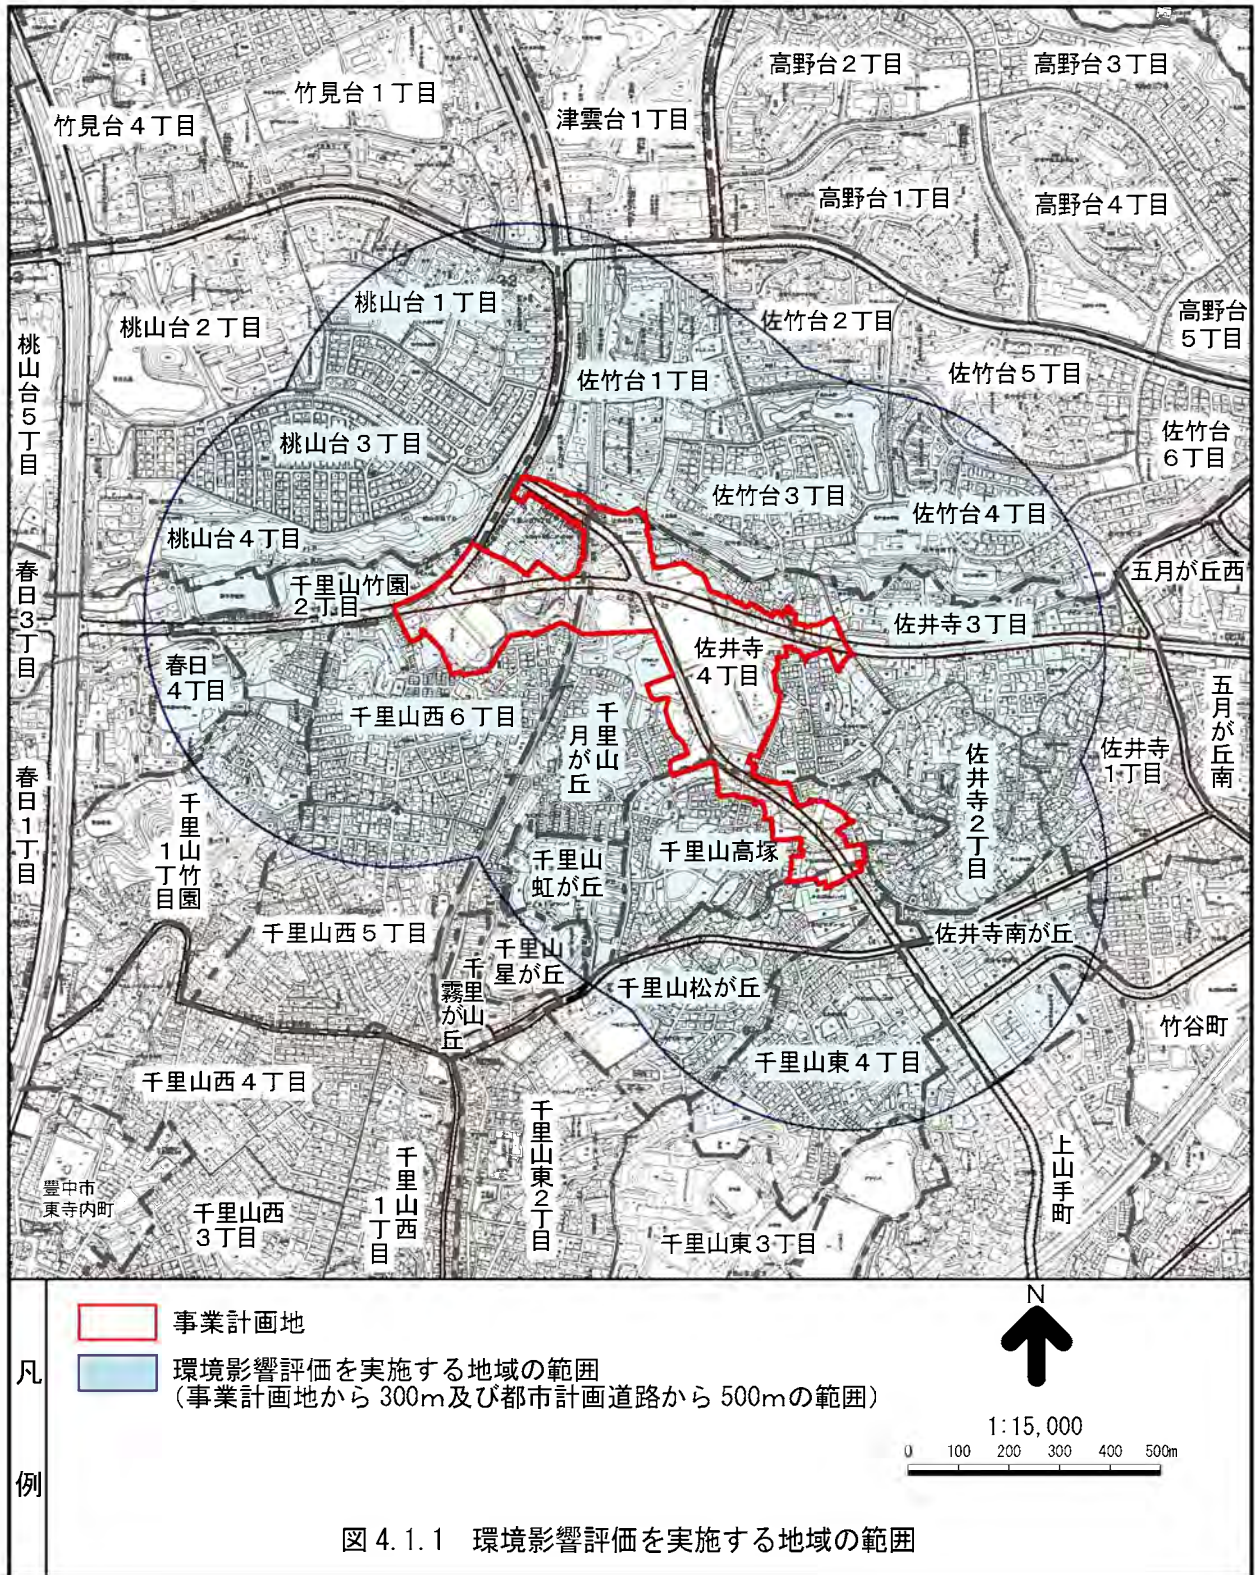 高野台２丁目
高野台３丁目
竹見台１丁目
津雲台１丁目
竹見台４丁目
高野台１丁目
高野台４丁目
桃山台１丁目
高野台
５丁目
桃山台２丁目
佐竹台２丁目
桃山台５丁目
佐竹台１丁目
佐竹台５丁目
桃山台３丁目
佐竹台
６丁目
佐竹台３丁目
佐竹台４丁目
桃山台４丁目
春日３丁目
千里山竹園
２丁目
五月が丘西
佐井寺３丁目
佐井寺
４丁目
春日
４丁目
千里山西６丁目
千里山
月が丘
五月が丘南
佐井寺
１丁目
佐井寺２丁目
春日１丁目
千里山竹園
１丁目
千里山
虹が丘
千里山高塚
千里山西５丁目
千里山
星が丘
佐井寺南が丘
千里山
霧が丘
千里山松が丘
竹谷町
千里山東４丁目
千里山西４丁目
千里山東２丁目
千里山西
１丁目
上山手町
豊中市
東寺内町
千里山西
３丁目
千里山東３丁目
凡例
事業計画地
環境影響評価を実施する地域の範囲
（事業計画地から 300ｍ及び都市計画道路から 500ｍの範囲）
N
1:15,000
0 100 200 300 400 500m
図 4.1.1 環境影響評価を実施する地域の範囲